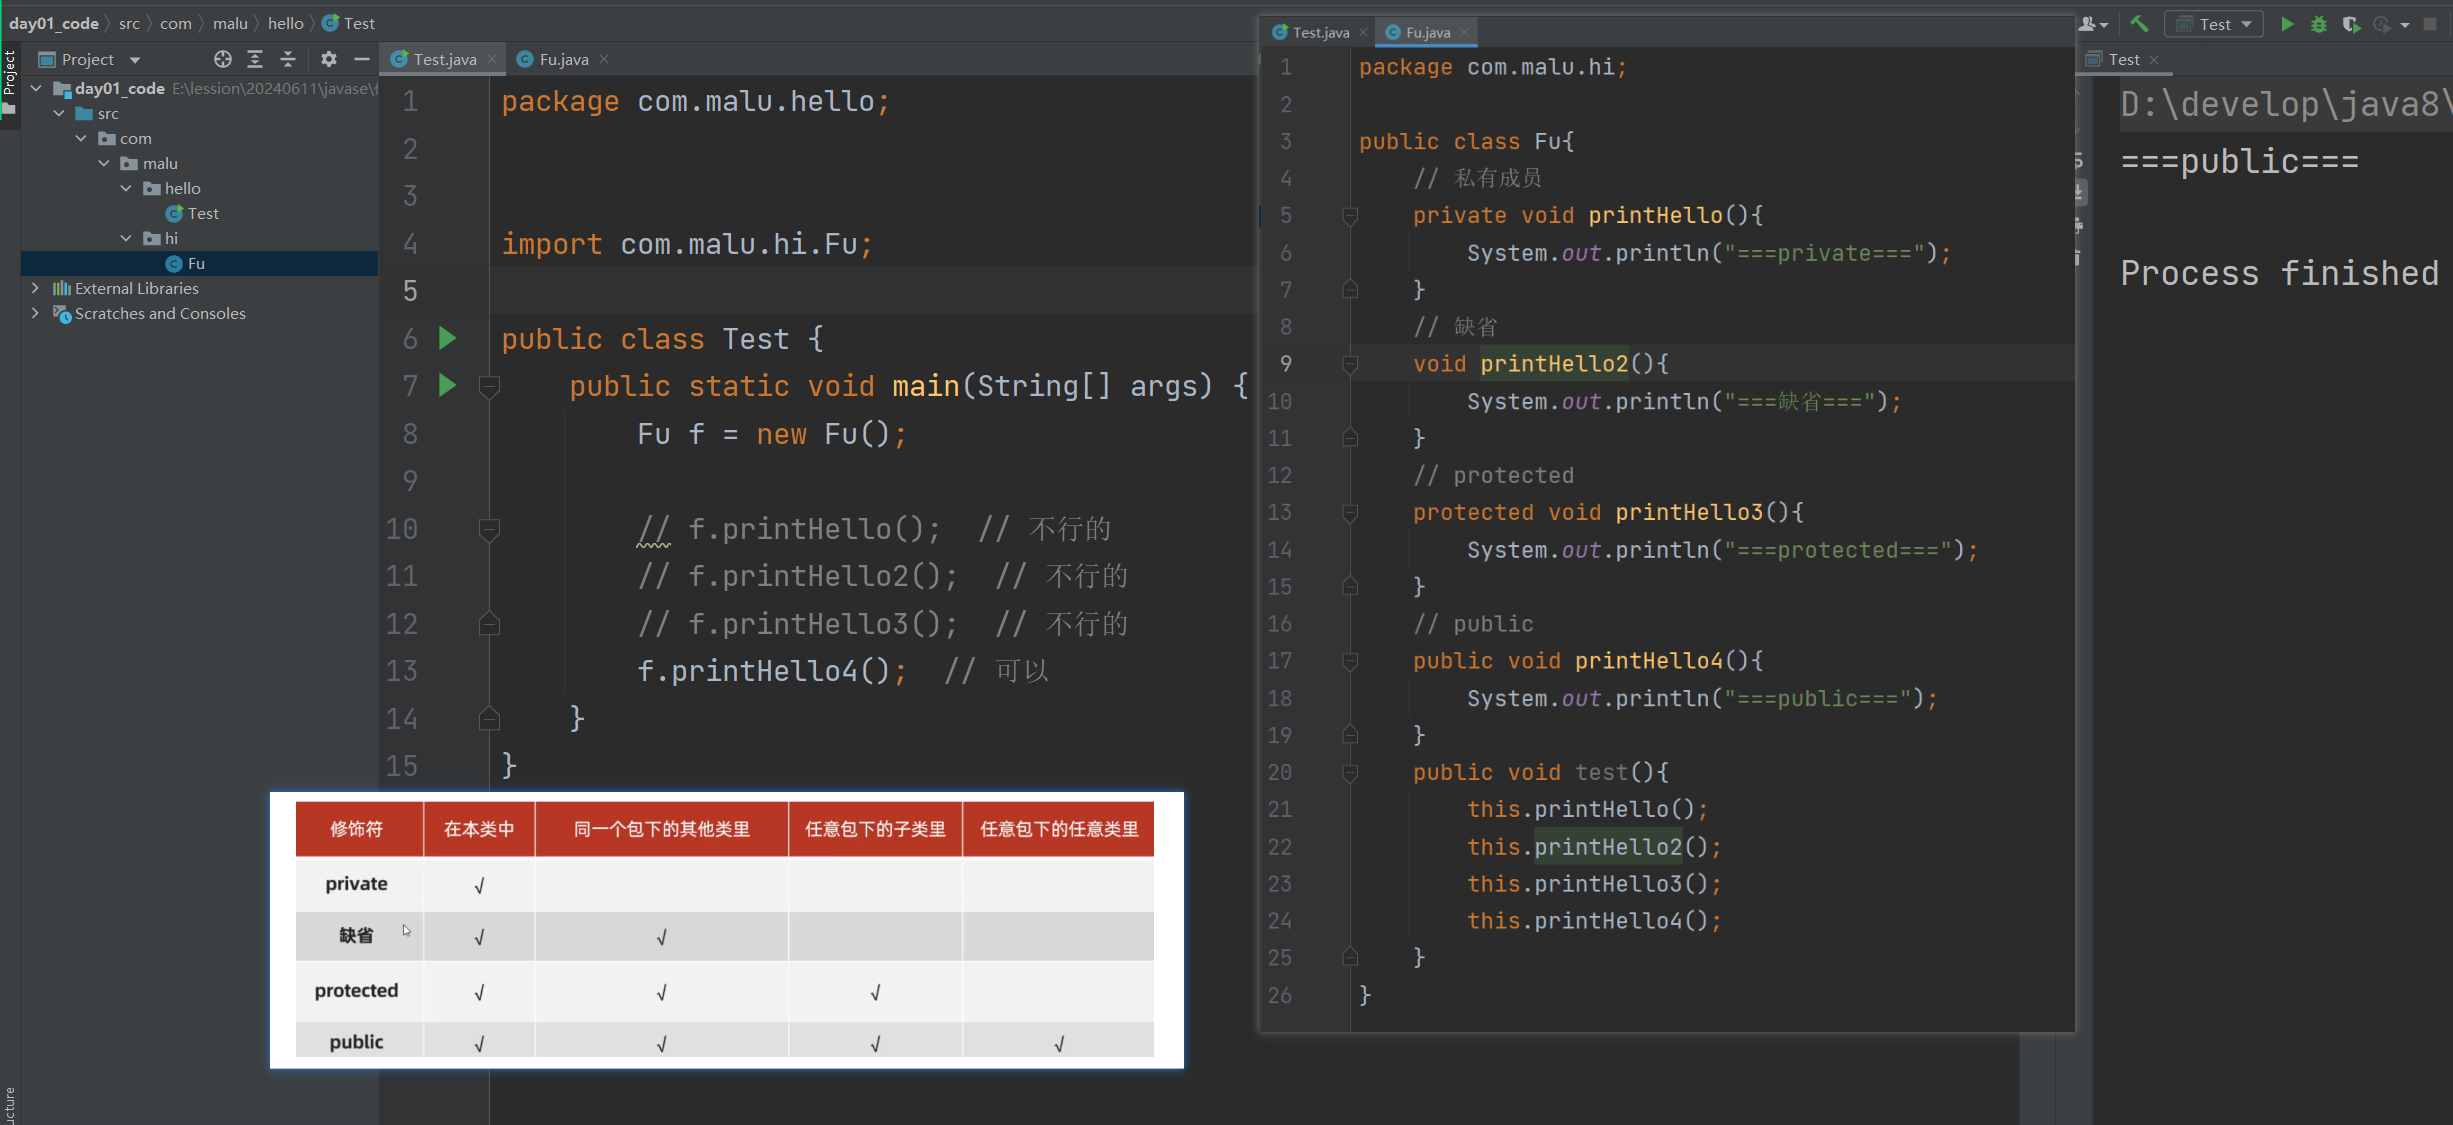 day01_code 〉 src 〉 com 〉 malu 〉 hello 〉 Test
Project
Project
day01_code E:\lession\20240611\javase\
src
com
malu
hello
Test
hi
Fu
External Libraries
Scratches and Consoles
Test.java
Fu.java
1 package com.malu.hello;
2
3
4 import com.malu.hi.Fu;
5
6 public class Test {
7 public static void main(String[] args) {
8 Fu f = new Fu();
9
10 // f.printHello(); // 不行的
11 // f.printHello2(); // 不行的
12 // f.printHello3(); // 不行的
13 f.printHello4(); // 可以
14 }
15 }
修饰符 在本类中 同一个包下的其他类里 任意包下的子类里 任意包下的任意类里
private √
缺省 √ √
protected √ √ √
public √ √ √ √
Test.java
Fu.java
1 package com.malu.hi;
2
3 public class Fu{
4 // 私有成员
5 private void printHello(){
6 System.out.println("===private===");
7 }
8 // 缺省
9 void printHello2(){
10 System.out.println("===缺省===");
11 }
12 // protected
13 protected void printHello3(){
14 System.out.println("===protected===");
15 }
16 // public
17 public void printHello4(){
18 System.out.println("===public===");
19 }
20 public void test(){
21 this.printHello();
22 this.printHello2();
23 this.printHello3();
24 this.printHello4();
25 }
26 }
Test
Test
D:\develop\java8\
===public===
Process finished